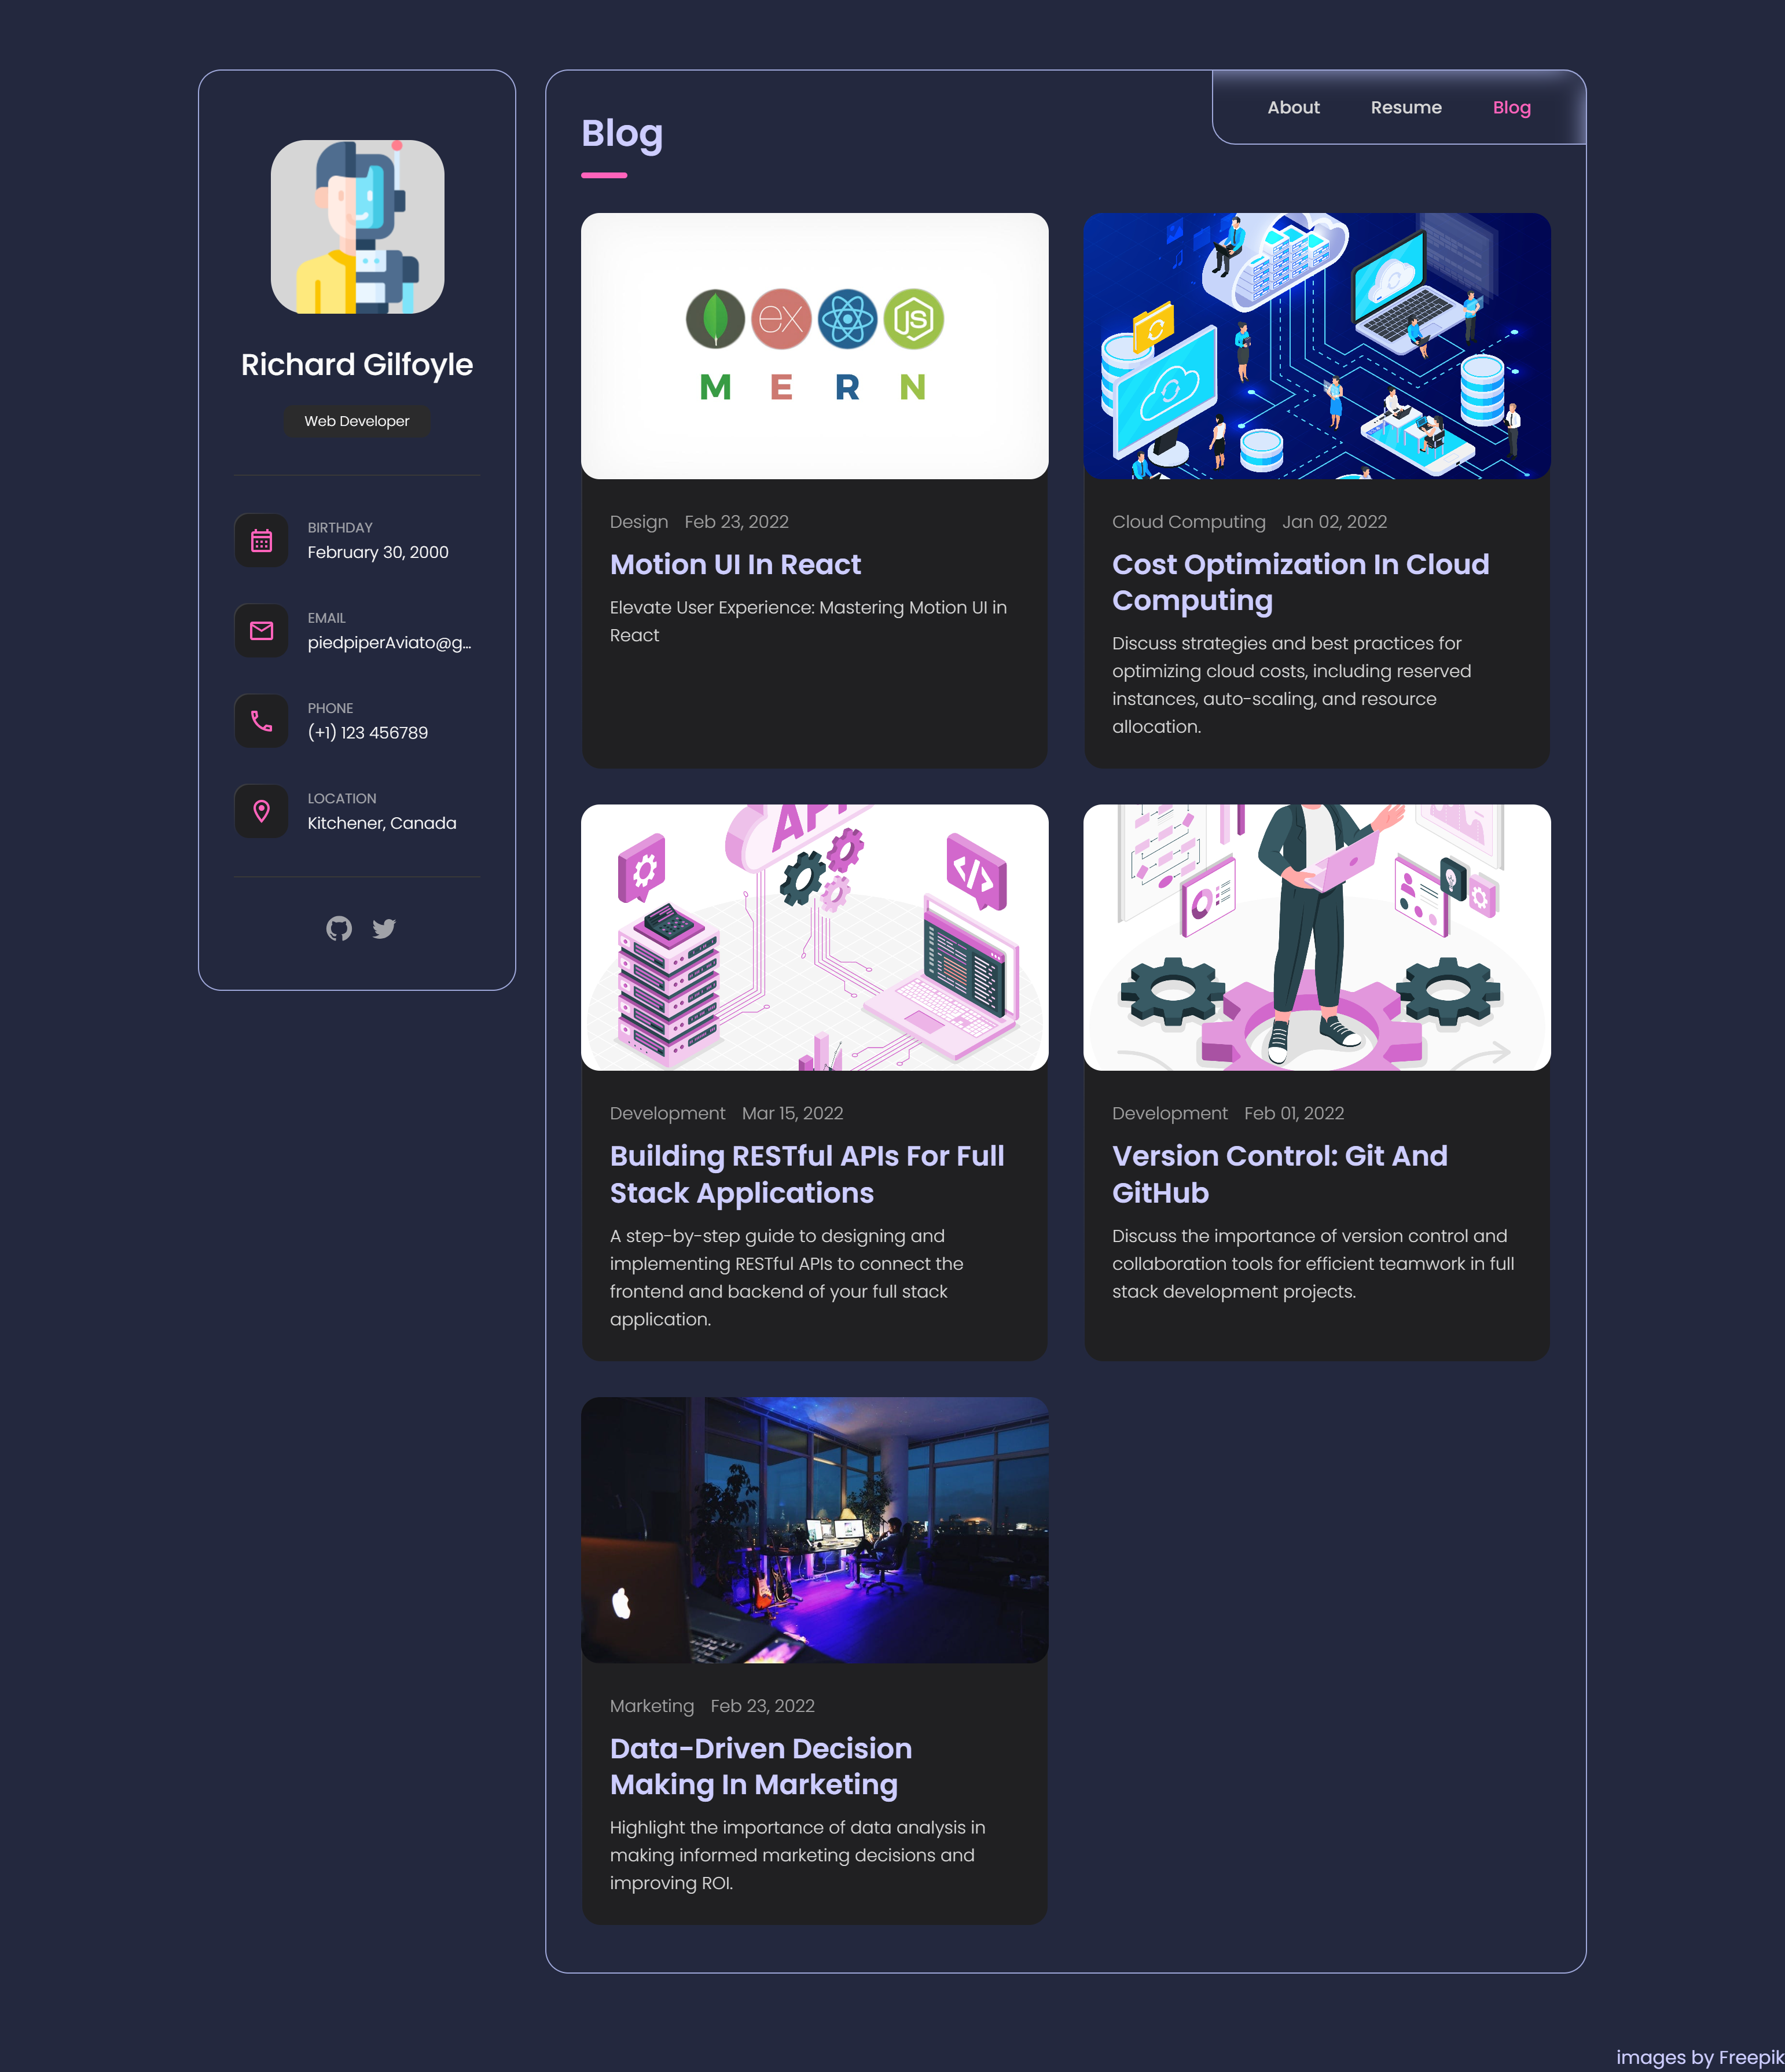 Richard Gilfoyle
Web Developer
BIRTHDAY
February 30, 2000
EMAIL
piedpiperAviato@g...
PHONE
(+1) 123 456789
LOCATION
Kitchener, Canada
About Resume Blog
Blog
ex JS
M E R N
Design Feb 23, 2022
Motion UI In React
Elevate User Experience: Mastering Motion UI in
React
Cloud Computing Jan 02, 2022
Cost Optimization In Cloud
Computing
Discuss strategies and best practices for
optimizing cloud costs, including reserved
instances, auto-scaling, and resource
allocation.
API
</>
Development Mar 15, 2022
Building RESTful APIs For Full
Stack Applications
A step-by-step guide to designing and
implementing RESTful APIs to connect the
frontend and backend of your full stack
application.
Development Feb 01, 2022
Version Control: Git And
GitHub
Discuss the importance of version control and
collaboration tools for efficient teamwork in full
stack development projects.
Marketing Feb 23, 2022
Data-Driven Decision
Making In Marketing
Highlight the importance of data analysis in
making informed marketing decisions and
improving ROI.
images by Freepik